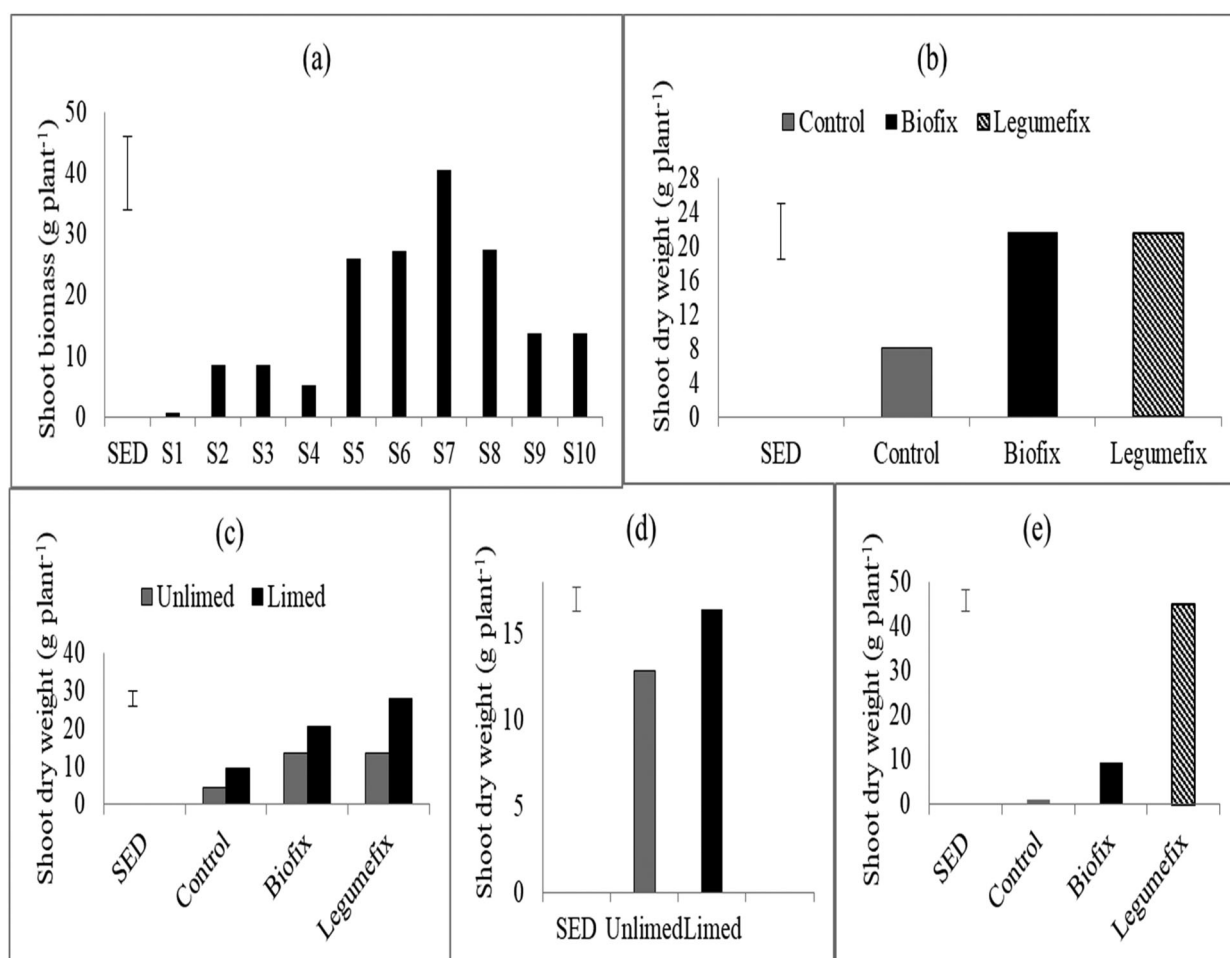 (a)
Shoot biomass (g plant⁻¹)
50
40
30
20
10
0
SED S1 S2 S3 S4 S5 S6 S7 S8 S9 S10
(b)
Control Biofix Legumefix
Shoot dry weight (g plant⁻¹)
28
24
20
16
12
8
4
0
SED Control Biofix Legumefix
(c)
Unlimed Limed
Shoot dry weight (g plant⁻¹)
40
30
20
10
0
SED Control Biofix Legumefix
(d)
Shoot dry weight (g plant⁻¹)
15
10
5
0
SED Unlimed Limed
(e)
Shoot dry weight (g plant⁻¹)
50
40
30
20
10
0
SED Control Biofix Legumefix